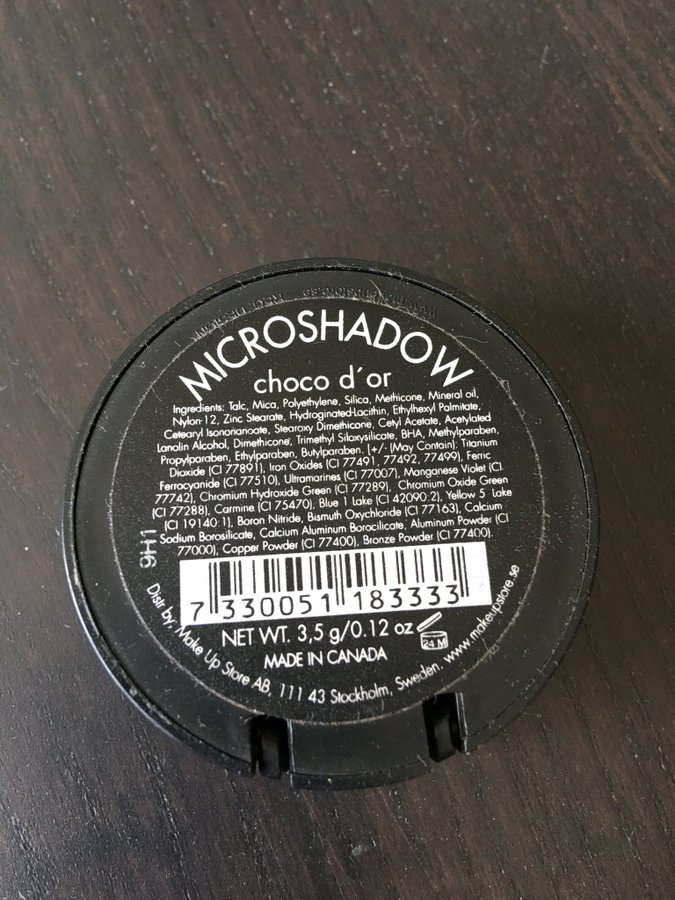 MICROSHADOW
choco d´or
Ingredients: Talc, Mica, Polyethylene, Silica, Methicone, Mineral oil,
Nylon-12, Zinc Stearate, Hydroginated-Lacithin, Ethylhexyl Palmitate,
Cetearyl Isononanoate, Stearoxy Dimethicone, Cetyl Acetate, Acetylated
Lanolin Alcohol, Dimethicone, Trimethyl Siloxysilicate, BHA, Methylparaben,
Propylparaben, Ethylparaben, Butylparaben. [+/- (May Contain): Titanium
Dioxide (CI 77891), Iron Oxides (CI 77491, 77492, 77499), Ferric
Ferrocyanide (CI 77510), Ultramarines (CI 77007), Manganese Violet (CI
77742), Chromium Hydroxide Green (CI 77289), Chromium Oxide Green
(CI 77288), Carmine (CI 75470), Blue 1 Lake (CI 42090:2), Yellow 5 Lake
(CI 19140:1), Boron Nitride, Bismuth Oxychloride (CI 77163), Calcium
Sodium Borosilicate, Calcium Aluminum Borocilicate, Aluminum Powder (CI
77000), Copper Powder (CI 77400), Bronze Powder (CI 77400).
9H1
7 330051 183333
NET WT. 3,5 g/0.12 oz
24 M
MADE IN CANADA
Distr by: Make Up Store AB, 111 43 Stockholm, Sweden. www.makeupstore.se